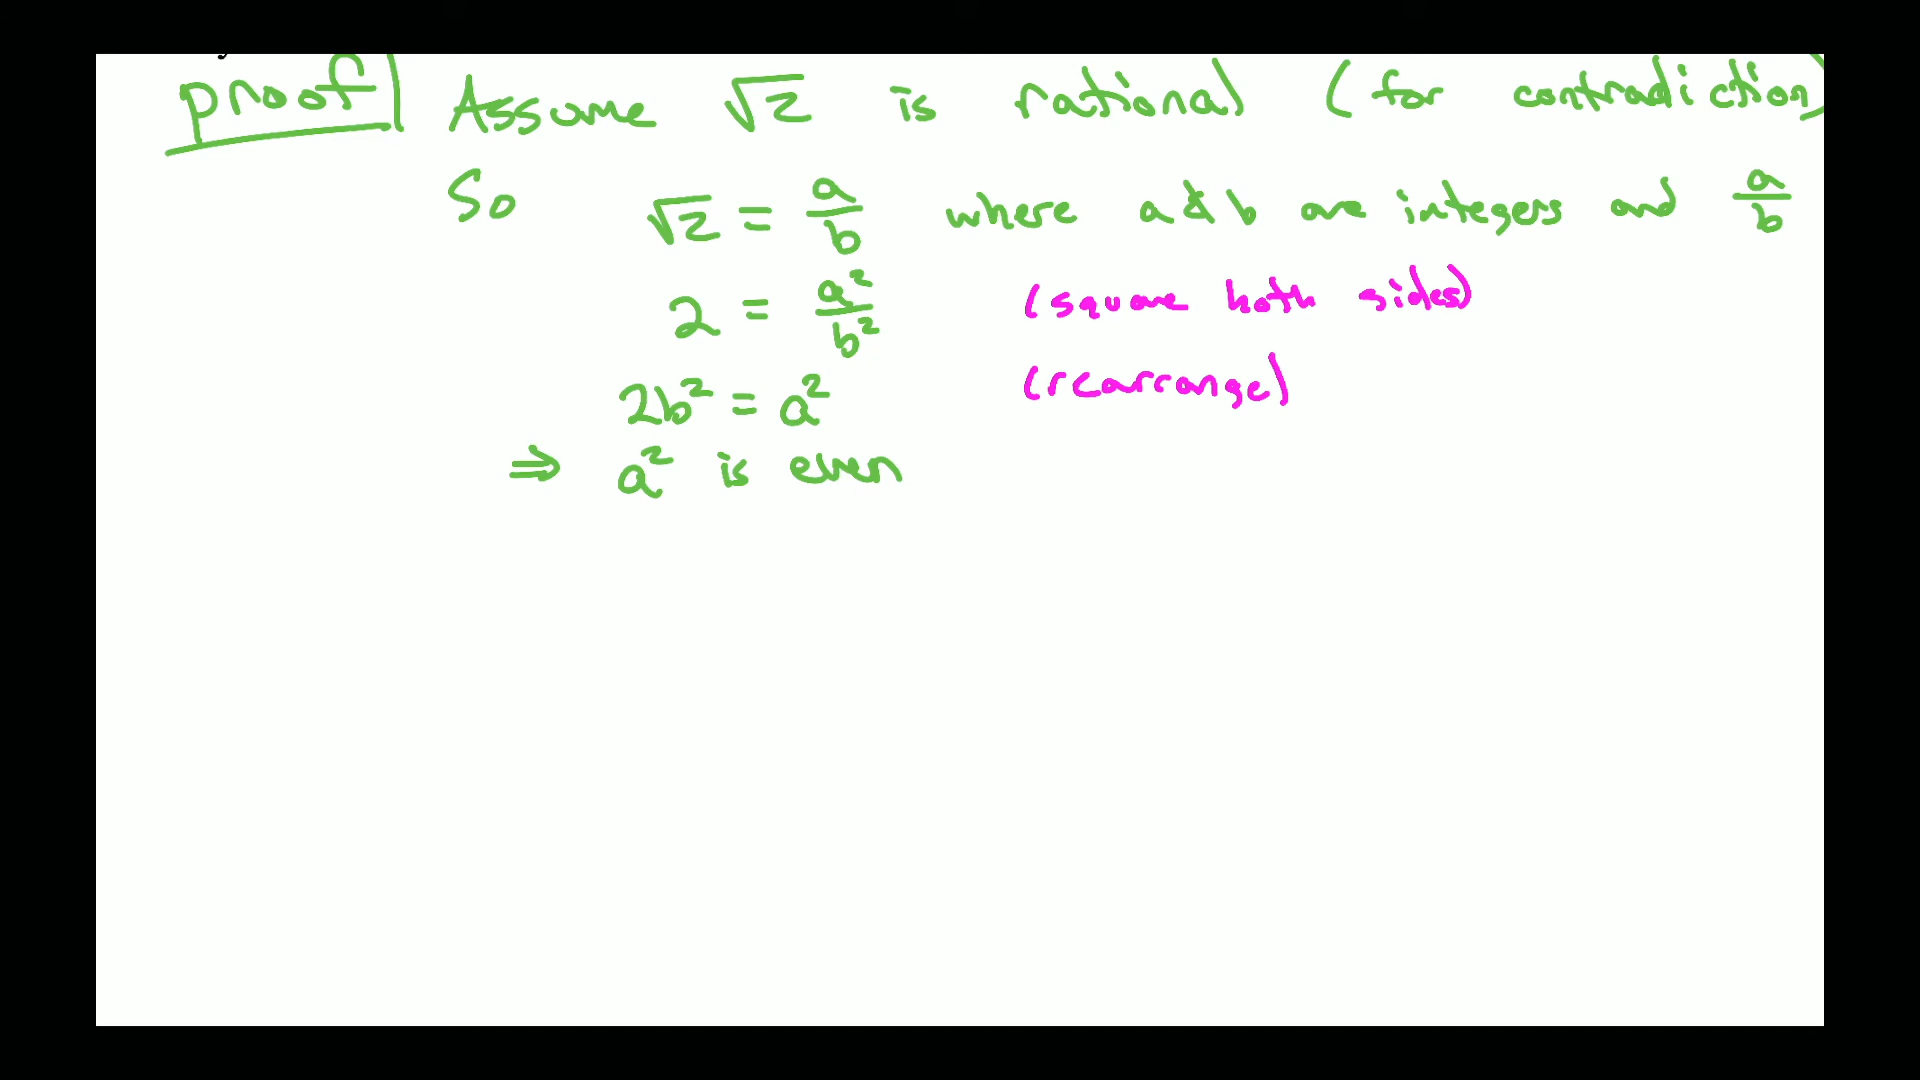 proof Assume √2 is rational (for contradiction)
So √2 = a/b where a & b are integers and a/b
2 = a²/b² (square both sides)
2b² = a² (rearrange)
⇒ a² is even